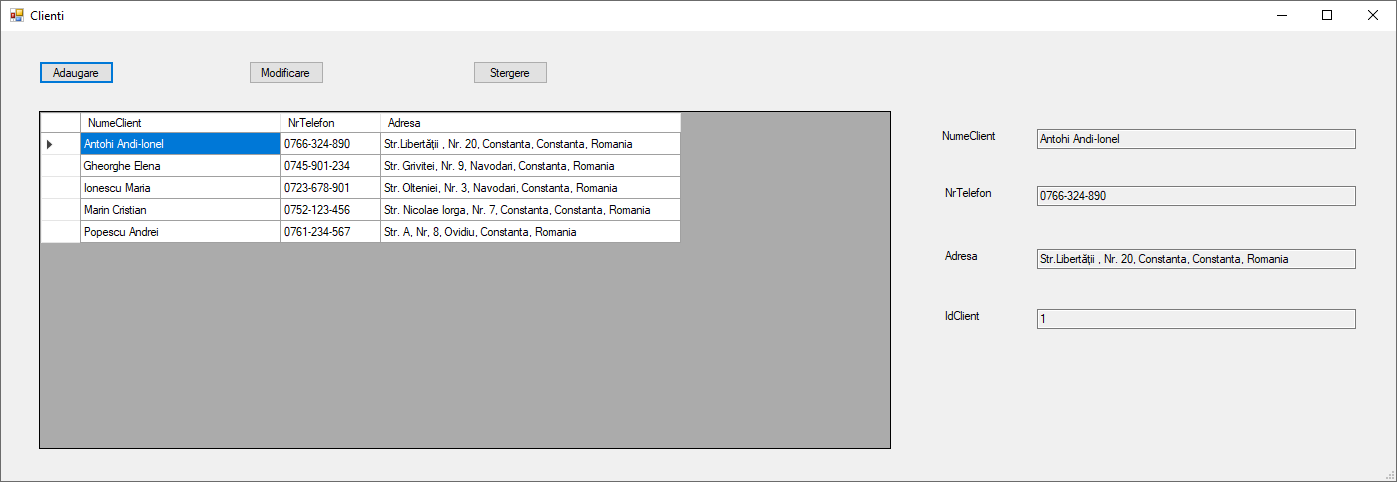 Clienti
Adaugare Modificare Stergere
NumeClient NrTelefon Adresa
Antohi Andi-Ionel 0766-324-890 Str.Libertății , Nr. 20, Constanta, Constanta, Romania
Gheorghe Elena 0745-901-234 Str. Grivitei, Nr. 9, Navodari, Constanta, Romania
Ionescu Maria 0723-678-901 Str. Olteniei, Nr. 3, Navodari, Constanta, Romania
Marin Cristian 0752-123-456 Str. Nicolae Iorga, Nr. 7, Constanta, Constanta, Romania
Popescu Andrei 0761-234-567 Str. A, Nr, 8, Ovidiu, Constanta, Romania
NumeClient Antohi Andi-Ionel
NrTelefon 0766-324-890
Adresa Str.Libertății , Nr. 20, Constanta, Constanta, Romania
IdClient 1